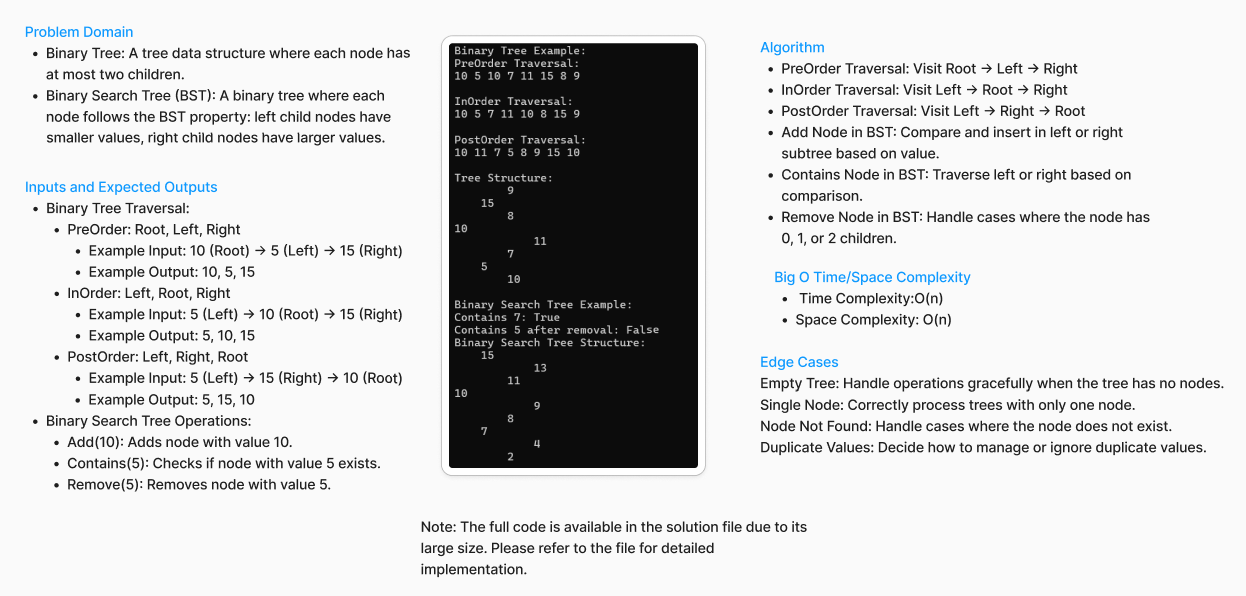 Problem Domain
• Binary Tree: A tree data structure where each node has
at most two children.
• Binary Search Tree (BST): A binary tree where each
node follows the BST property: left child nodes have
smaller values, right child nodes have larger values.
Inputs and Expected Outputs
• Binary Tree Traversal:
• PreOrder: Root, Left, Right
• Example Input: 10 (Root) → 5 (Left) → 15 (Right)
• Example Output: 10, 5, 15
• InOrder: Left, Root, Right
• Example Input: 5 (Left) → 10 (Root) → 15 (Right)
• Example Output: 5, 10, 15
• PostOrder: Left, Right, Root
• Example Input: 5 (Left) → 15 (Right) → 10 (Root)
• Example Output: 5, 15, 10
• Binary Search Tree Operations:
• Add(10): Adds node with value 10.
• Contains(5): Checks if node with value 5 exists.
• Remove(5): Removes node with value 5.
Binary Tree Example:
PreOrder Traversal:
10 5 10 7 11 15 8 9
InOrder Traversal:
10 5 7 11 10 8 15 9
PostOrder Traversal:
10 11 7 5 8 9 15 10
Tree Structure:
9
15
8
10
11
7
5
10
Binary Search Tree Example:
Contains 7: True
Contains 5 after removal: False
Binary Search Tree Structure:
15
13
11
10
9
8
7
4
2
Algorithm
• PreOrder Traversal: Visit Root → Left → Right
• InOrder Traversal: Visit Left → Root → Right
• PostOrder Traversal: Visit Left → Right → Root
• Add Node in BST: Compare and insert in left or right
subtree based on value.
• Contains Node in BST: Traverse left or right based on
comparison.
• Remove Node in BST: Handle cases where the node has
0, 1, or 2 children.
Big O Time/Space Complexity
• Time Complexity:O(n)
• Space Complexity: O(n)
Edge Cases
Empty Tree: Handle operations gracefully when the tree has no nodes.
Single Node: Correctly process trees with only one node.
Node Not Found: Handle cases where the node does not exist.
Duplicate Values: Decide how to manage or ignore duplicate values.
Note: The full code is available in the solution file due to its
large size. Please refer to the file for detailed
implementation.